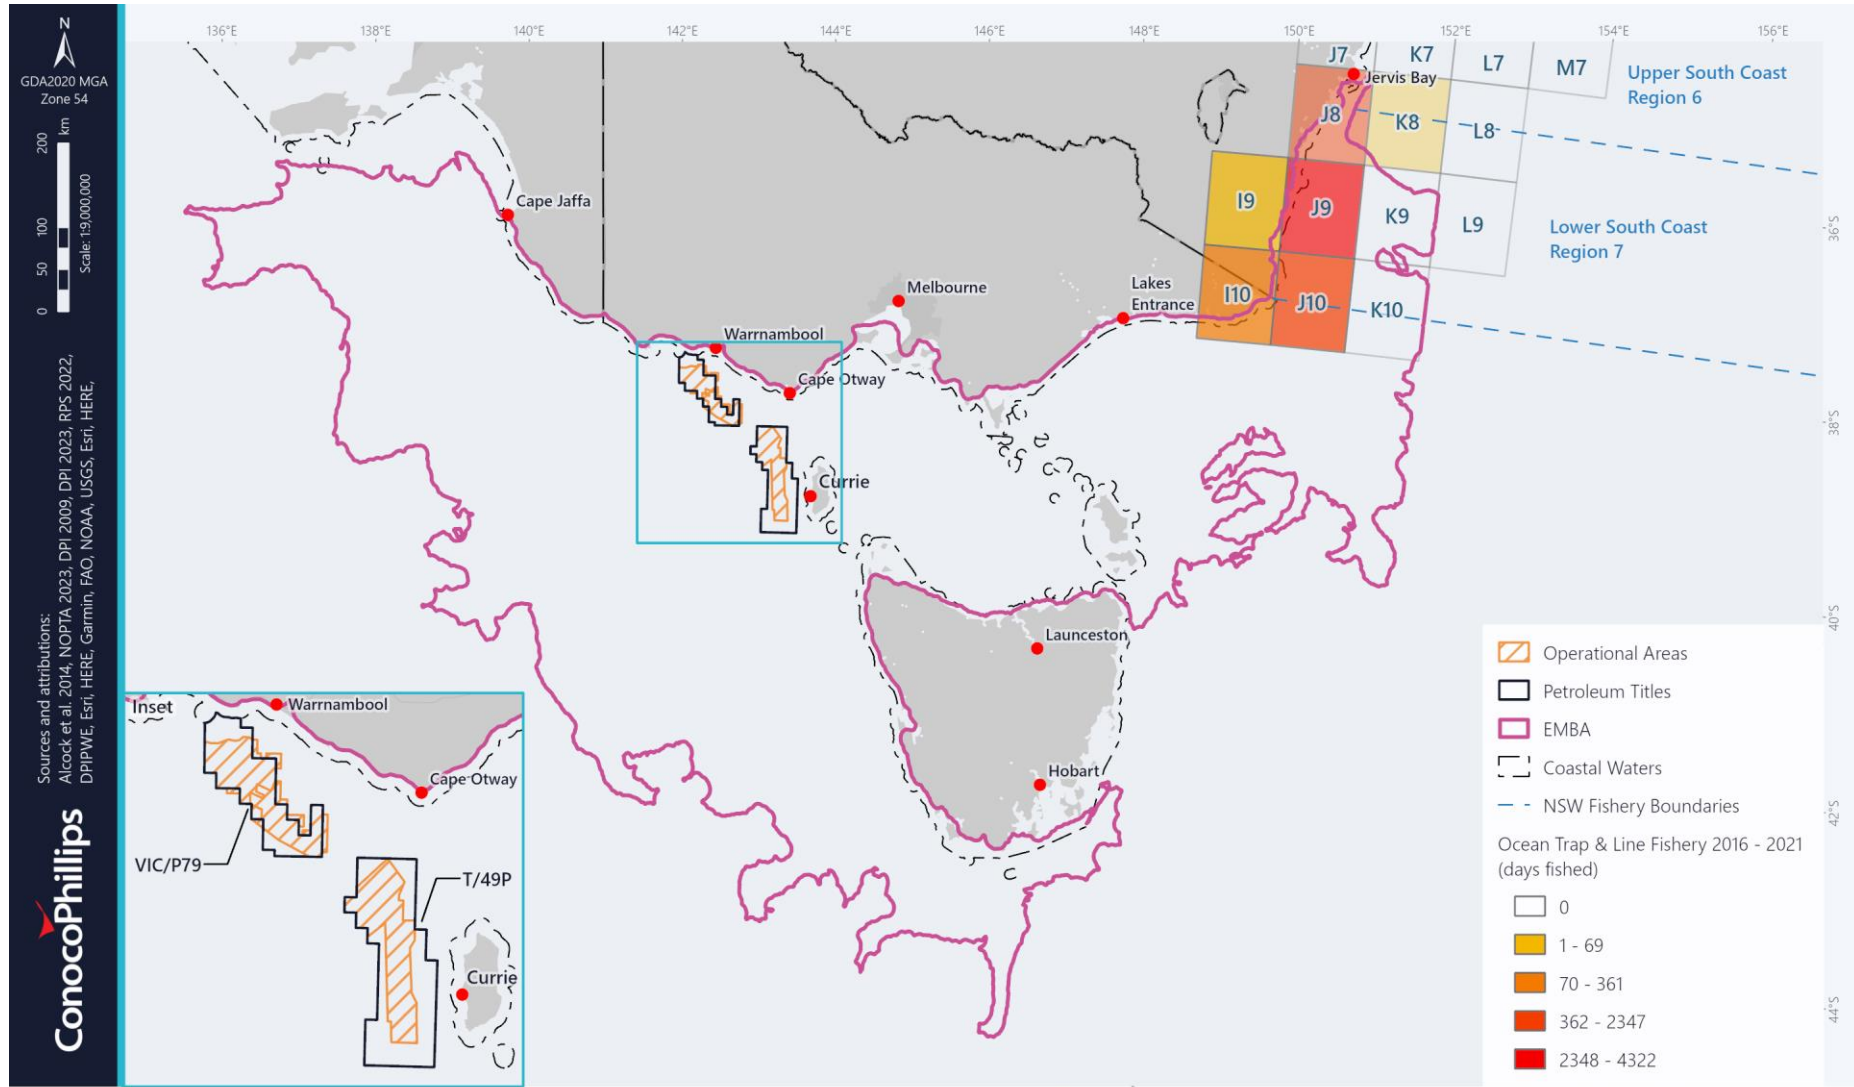 N
GDA2020 MGA
Zone 54
0 50 100 200
km
Scale: 1:9,000,000
Sources and attributions:
Alcock et al. 2014, NOPTA 2023, DPI 2009, DPI 2023, RPS 2022,
DPIPWE, Esri, HERE, Garmin, FAO, NOAA, USGS, Esri, HERE,
ConocoPhillips
136°E
138°E
140°E
142°E
144°E
146°E
148°E
150°E
152°E
154°E
156°E
36°S
38°S
40°S
42°S
44°S
J7
K7
L7
M7
Jervis Bay
Upper South Coast
Region 6
J8
K8
L8
I9
J9
K9
L9
Lower South Coast
Region 7
I10
J10
K10
Cape Jaffa
Melbourne
Lakes
Entrance
Warrnambool
Cape Otway
Currie
Launceston
Hobart
Inset
Warrnambool
Cape Otway
VIC/P79
T/49P
Currie
Operational Areas
Petroleum Titles
EMBA
Coastal Waters
NSW Fishery Boundaries
Ocean Trap & Line Fishery 2016 - 2021
(days fished)
0
1 - 69
70 - 361
362 - 2347
2348 - 4322